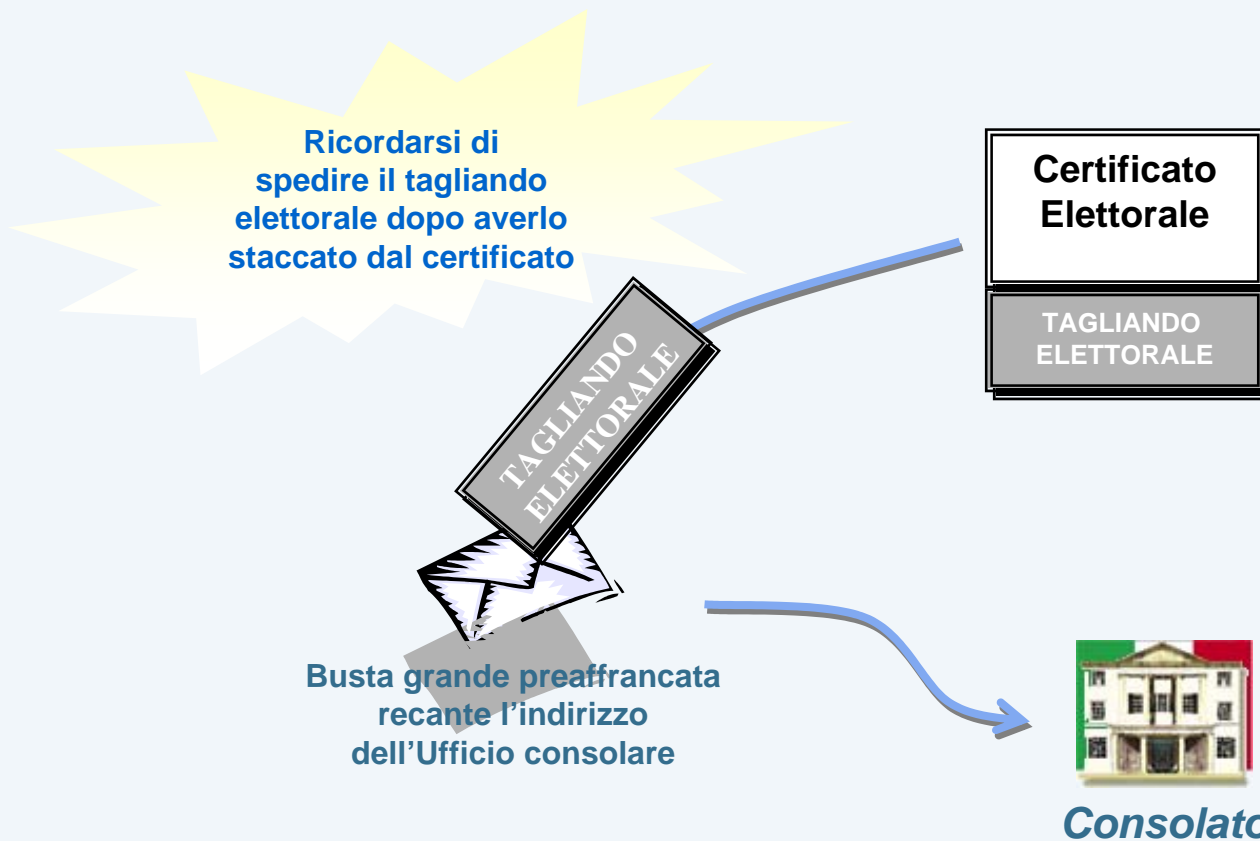 Ricordarsi di
spedire il tagliando
elettorale dopo averlo
staccato dal certificato
Certificato
Elettorale
TAGLIANDO
ELETTORALE
TAGLIANDO
ELETTORALE
Busta grande preaffrancata
recante l’indirizzo
dell’Ufficio consolare
Consolato